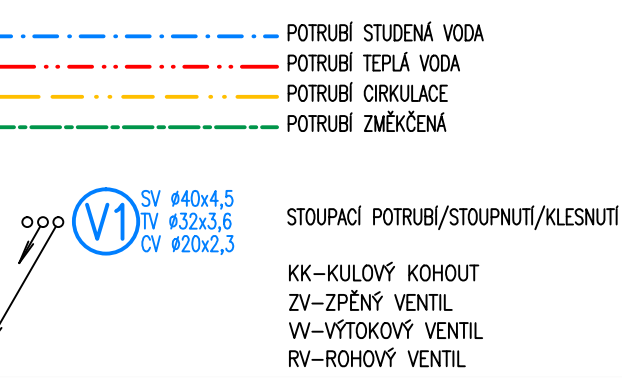 POTRUBÍ STUDENÁ VODA
POTRUBÍ TEPLÁ VODA
POTRUBÍ CIRKULACE
POTRUBÍ ZMĚKČENÁ
V1
SV ø40x4,5
TV ø32x3,6
CV ø20x2,3
STOUPACÍ POTRUBÍ/STOUPNUTÍ/KLESNUTÍ
KK-KULOVÝ KOHOUT
ZV-ZPĚNÝ VENTIL
VV-VÝTOKOVÝ VENTIL
RV-ROHOVÝ VENTIL